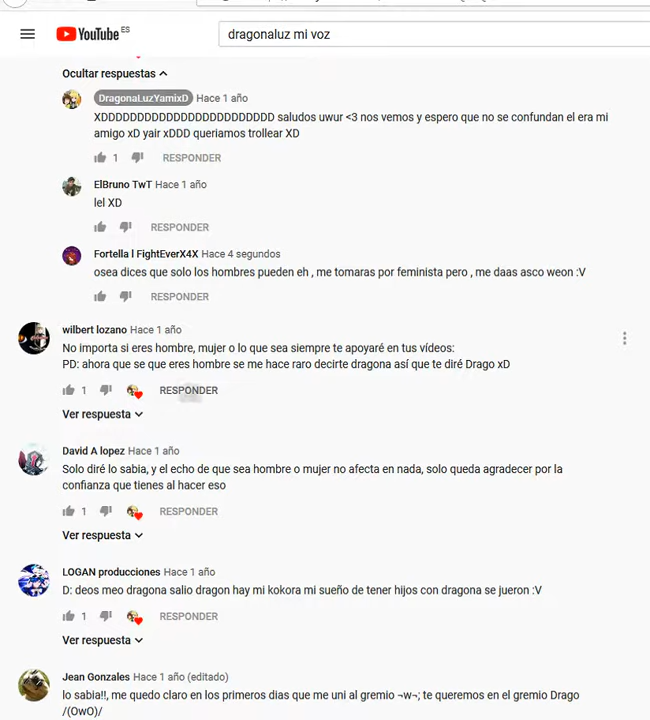 YouTube ES
dragonaluz mi voz
Ocultar respuestas
DragonaLuzYamixD Hace 1 año
XDDDDDDDDDDDDDDDDDDDDDDDD saludos uwur <3 nos vemos y espero que no se confundan el era mi
amigo xD yair xDDD queriamos trollear XD
1 RESPONDER
ElBruno TwT Hace 1 año
lel XD
RESPONDER
Fortella l FightEverX4X Hace 4 segundos
osea dices que solo los hombres pueden eh , me tomaras por feminista pero , me daas asco weon :V
RESPONDER
wilbert lozano Hace 1 año
No importa si eres hombre, mujer o lo que sea siempre te apoyaré en tus vídeos:
PD: ahora que se que eres hombre se me hace raro decirte dragona así que te diré Drago xD
1 RESPONDER
Ver respuesta
David A lopez Hace 1 año
Solo diré lo sabia, y el echo de que sea hombre o mujer no afecta en nada, solo queda agradecer por la
confianza que tienes al hacer eso
1 RESPONDER
Ver respuesta
LOGAN producciones Hace 1 año
D: deos meo dragona salio dragon hay mi kokora mi sueño de tener hijos con dragona se jueron :V
1 RESPONDER
Ver respuesta
Jean Gonzales Hace 1 año (editado)
lo sabia!!, me quedo claro en los primeros dias que me uni al gremio ¬w¬; te queremos en el gremio Drago
/(OwO)/